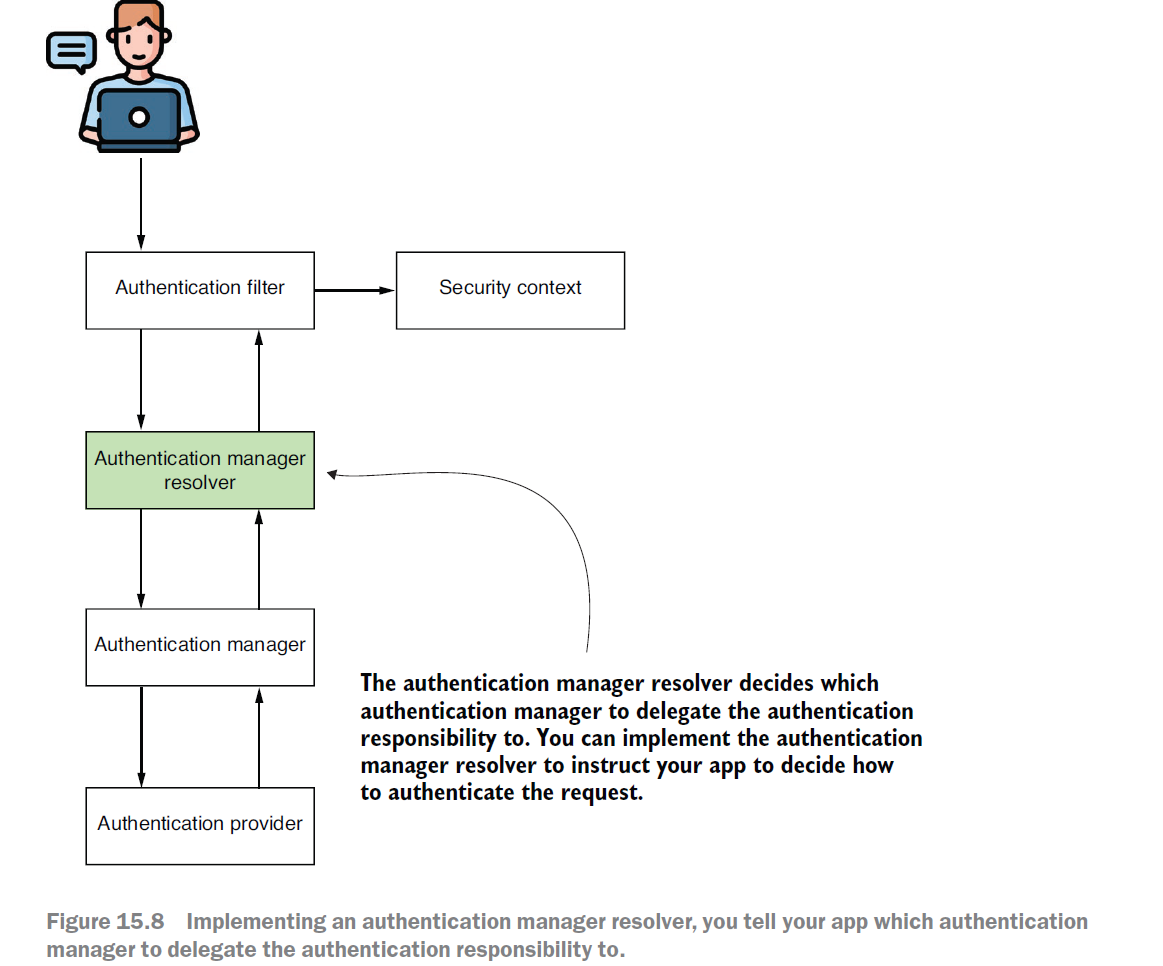 Authentication filter
Security context
Authentication manager
resolver
Authentication manager
The authentication manager resolver decides which
authentication manager to delegate the authentication
responsibility to. You can implement the authentication
manager resolver to instruct your app to decide how
to authenticate the request.
Authentication provider
Figure 15.8 Implementing an authentication manager resolver, you tell your app which authentication
manager to delegate the authentication responsibility to.